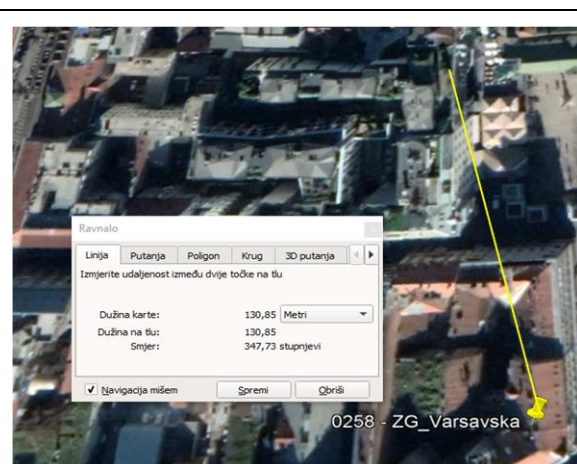 Ravnalo
Linija Putanja Poligon Krug 3D putanja
Izmjerite udaljenost između dvije točke na tlu
Dužina karte: 130,85 Metri
Dužina na tlu: 130,85
Smjer: 347,73 stupnjevi
Navigacija mišem Spremi Obriši
0258 - ZG_Varsavska